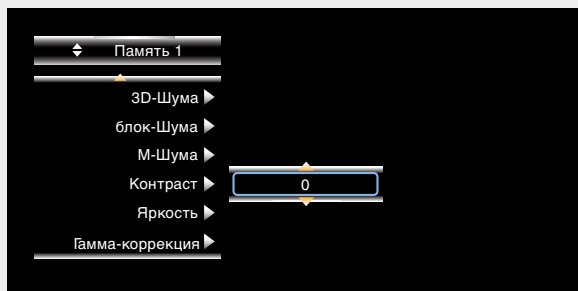 Память 1
3D-Шума
блок-Шума
М-Шума
Контраст
0
Яркость
Гамма-коррекция